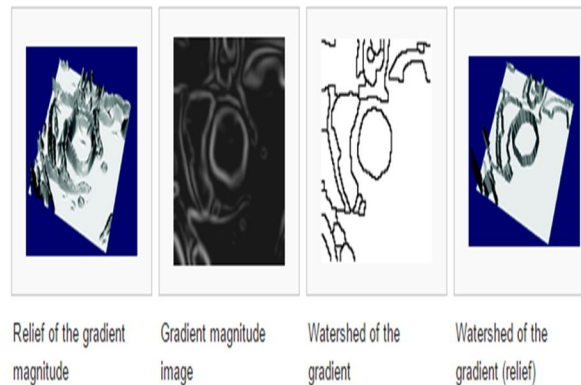 Relief of the gradient
magnitude
Gradient magnitude
image
Watershed of the
gradient
Watershed of the
gradient (relief)